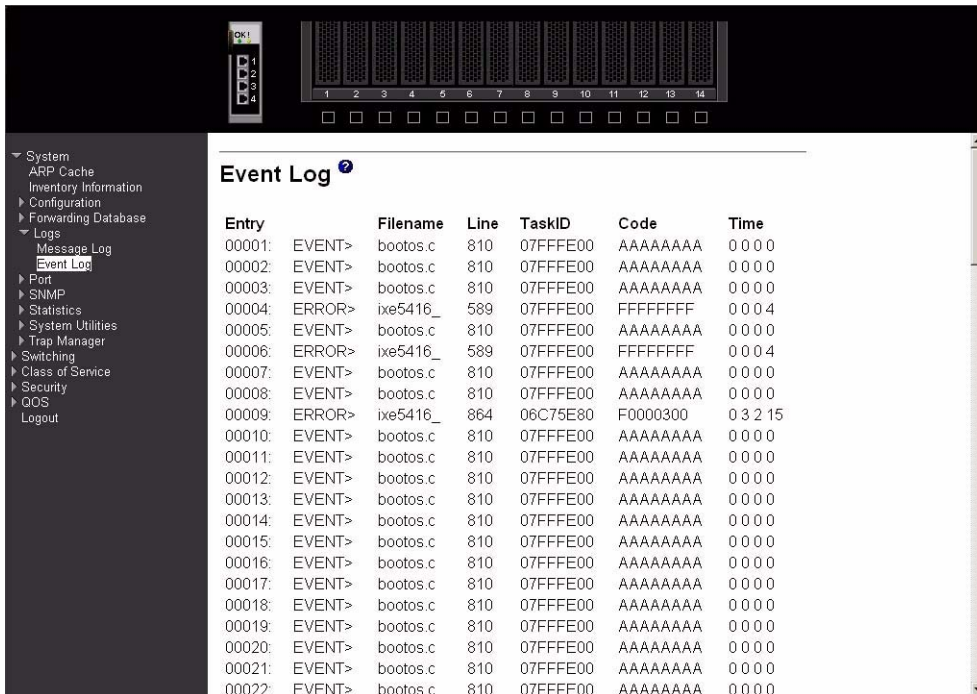 OK!
1
2
3
4
1 2 3 4 5 6 7 8 9 10 11 12 13 14
System
ARP Cache
Inventory Information
Configuration
Forwarding Database
Logs
Message Log
Event Log
Port
SNMP
Statistics
System Utilities
Trap Manager
Switching
Class of Service
Security
QOS
Logout
Event Log ?
Entry Filename Line TaskID Code Time
00001: EVENT> bootos.c 810 07FFFE00 AAAAAAAA 0 0 0 0
00002: EVENT> bootos.c 810 07FFFE00 AAAAAAAA 0 0 0 0
00003: EVENT> bootos.c 810 07FFFE00 AAAAAAAA 0 0 0 0
00004: ERROR> ixe5416_ 589 07FFFE00 FFFFFFFF 0 0 0 4
00005: EVENT> bootos.c 810 07FFFE00 AAAAAAAA 0 0 0 0
00006: ERROR> ixe5416_ 589 07FFFE00 FFFFFFFF 0 0 0 4
00007: EVENT> bootos.c 810 07FFFE00 AAAAAAAA 0 0 0 0
00008: EVENT> bootos.c 810 07FFFE00 AAAAAAAA 0 0 0 0
00009: ERROR> ixe5416_ 864 06C75E80 F0000300 0 3 2 15
00010: EVENT> bootos.c 810 07FFFE00 AAAAAAAA 0 0 0 0
00011: EVENT> bootos.c 810 07FFFE00 AAAAAAAA 0 0 0 0
00012: EVENT> bootos.c 810 07FFFE00 AAAAAAAA 0 0 0 0
00013: EVENT> bootos.c 810 07FFFE00 AAAAAAAA 0 0 0 0
00014: EVENT> bootos.c 810 07FFFE00 AAAAAAAA 0 0 0 0
00015: EVENT> bootos.c 810 07FFFE00 AAAAAAAA 0 0 0 0
00016: EVENT> bootos.c 810 07FFFE00 AAAAAAAA 0 0 0 0
00017: EVENT> bootos.c 810 07FFFE00 AAAAAAAA 0 0 0 0
00018: EVENT> bootos.c 810 07FFFE00 AAAAAAAA 0 0 0 0
00019: EVENT> bootos.c 810 07FFFE00 AAAAAAAA 0 0 0 0
00020: EVENT> bootos.c 810 07FFFE00 AAAAAAAA 0 0 0 0
00021: EVENT> bootos.c 810 07FFFE00 AAAAAAAA 0 0 0 0
00022: EVENT> bootos.c 810 07FFFE00 AAAAAAAA 0 0 0 0